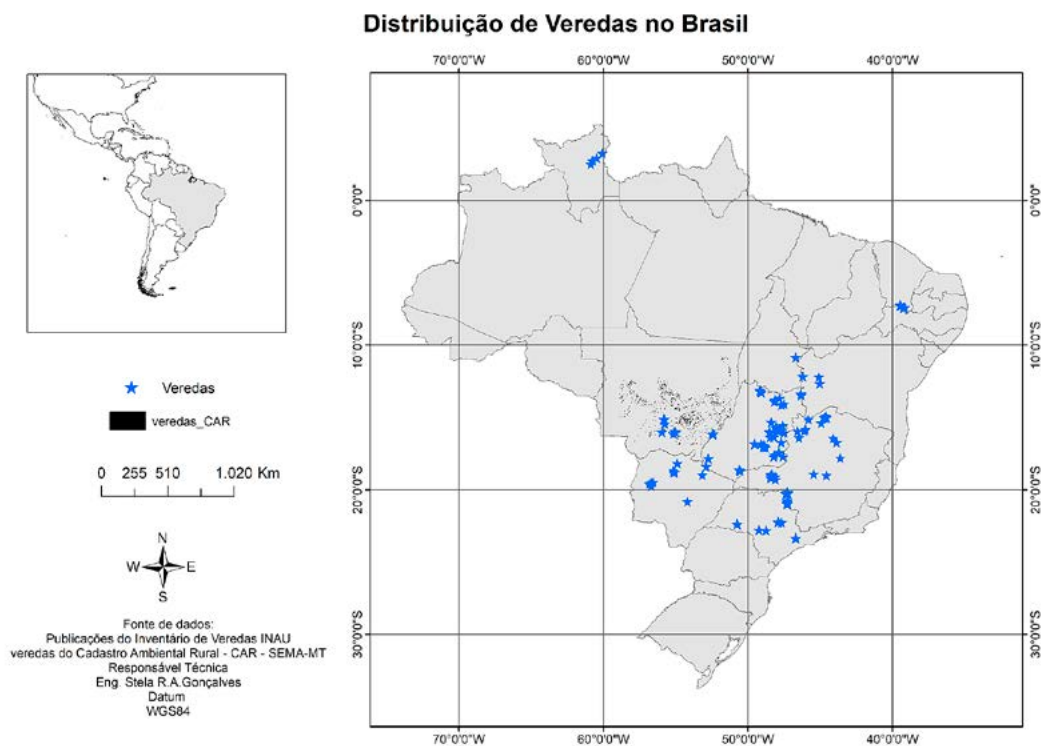 Distribuição de Veredas no Brasil
70°0'0"W 60°0'0"W 50°0'0"W 40°0'0"W
0°0'0" 0°0'0"
10°0'0"S 10°0'0"S
20°0'0"S 20°0'0"S
30°0'0"S 30°0'0"S
70°0'0"W 60°0'0"W 50°0'0"W 40°0'0"W
Veredas
veredas_CAR
0 255 510 1.020 Km
N
W E
S
Fonte de dados:
Publicações do Inventário de Veredas INAU
veredas do Cadastro Ambiental Rural - CAR - SEMA-MT
Responsável Técnica
Eng. Stela R.A.Gonçalves
Datum
WGS84